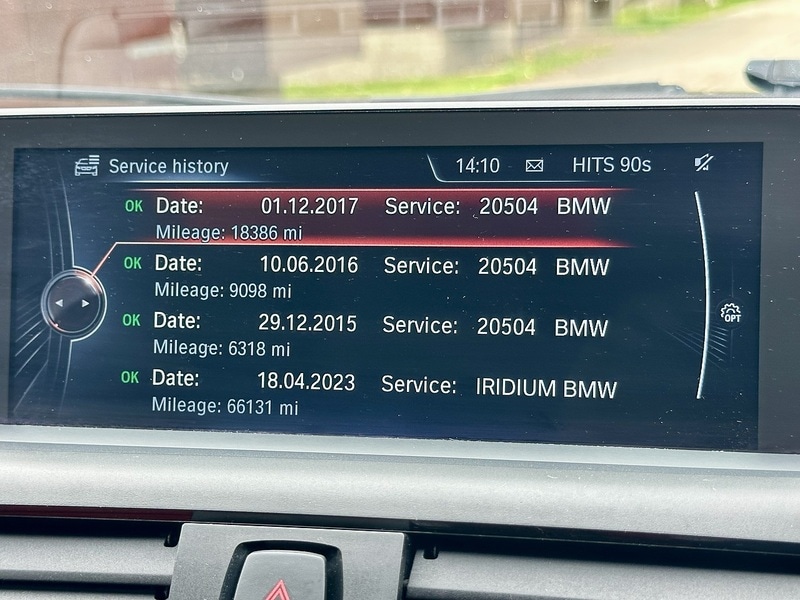 Service history 14:10 HITS 90s
OK Date: 01.12.2017 Service: 20504 BMW
Mileage: 18386 mi
OK Date: 10.06.2016 Service: 20504 BMW
Mileage: 9098 mi
OK Date: 29.12.2015 Service: 20504 BMW
Mileage: 6318 mi
OK Date: 18.04.2023 Service: IRIDIUM BMW
Mileage: 66131 mi
OPT